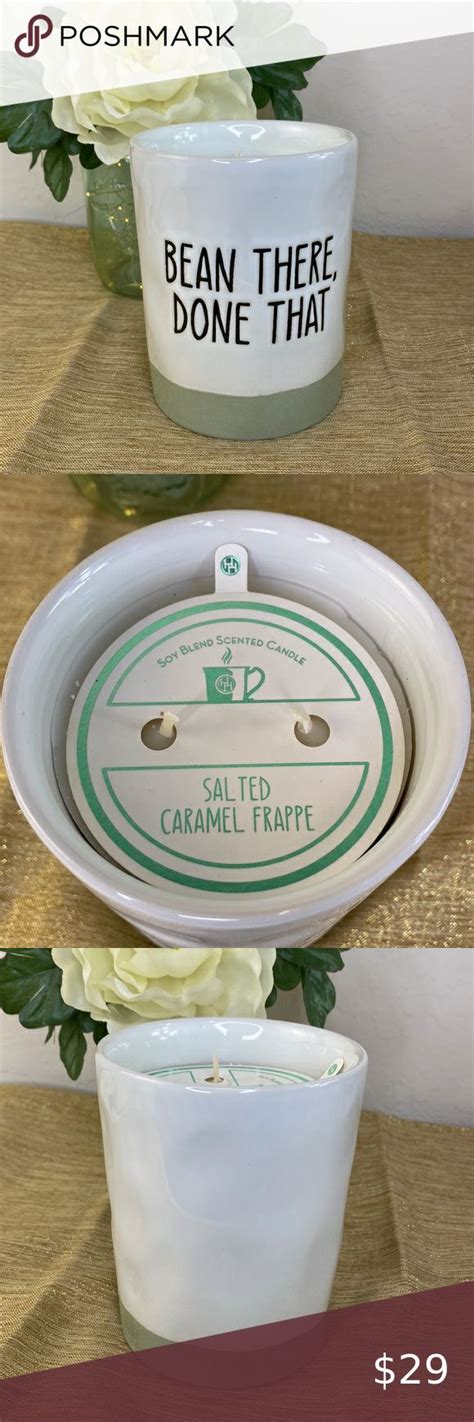 POSHMARK
BEAN THERE,
DONE THAT
SOY BLEND SCENTED CANDLE
SALTED
CARAMEL FRAPPE
$29